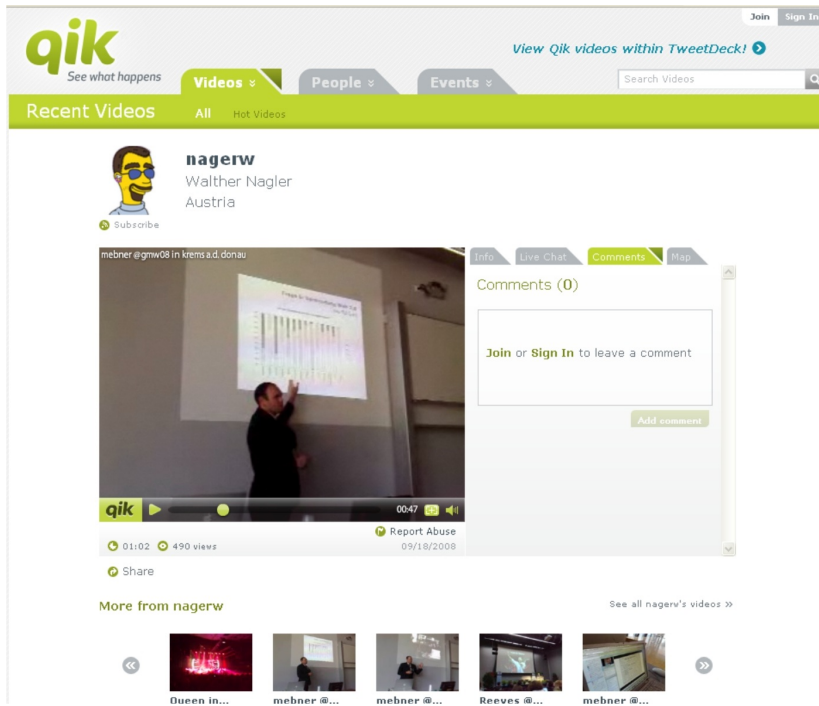 Join Sign In
qik
See what happens
View Qik videos within TweetDeck!
Videos People Events
Search Videos
Recent Videos All Hot Videos
nagerw
Walther Nagler
Austria
Subscribe
mebner @gmw08 in krems a.d. donau
Info Live Chat Comments Map
Comments (0)
Join or Sign In to leave a comment
Add comment
qik 00:47
Report Abuse
01:02 490 views 09/18/2008
Share
More from nagerw
See all nagerw's videos »
Queen in... mebner @... mebner @... Reeves @... mebner @...